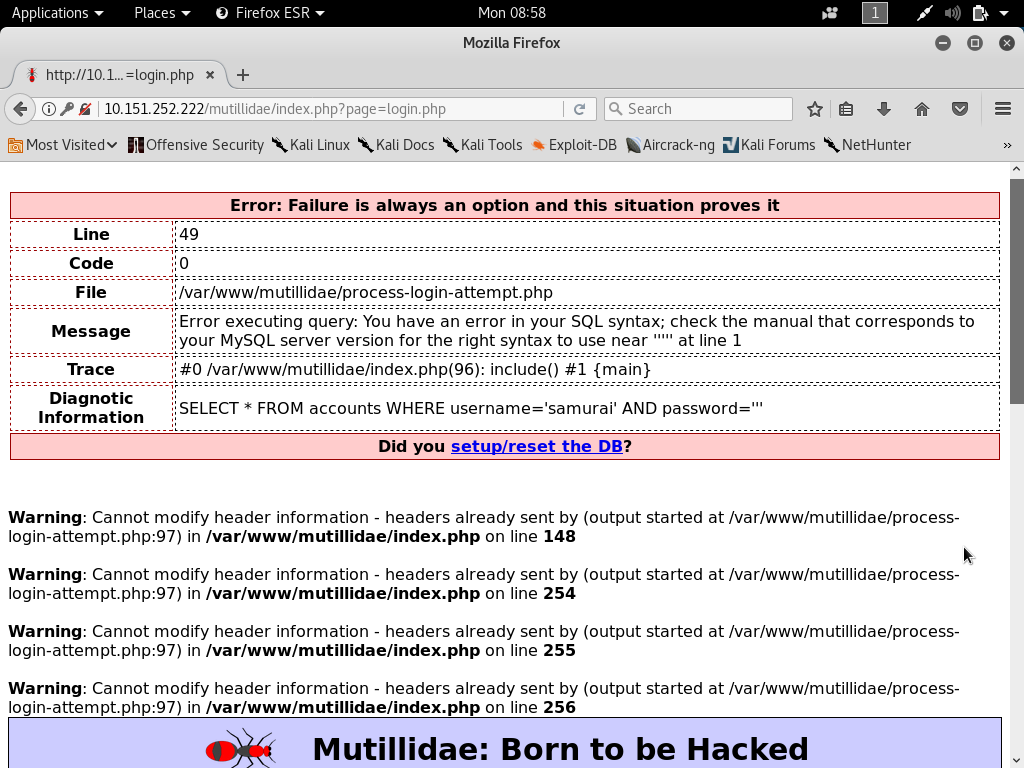 Applications Places Firefox ESR Mon 08:58 1
Mozilla Firefox
http://10.1...=login.php
10.151.252.222/mutillidae/index.php?page=login.php Search
Most Visited Offensive Security Kali Linux Kali Docs Kali Tools Exploit-DB Aircrack-ng Kali Forums NetHunter »
Error: Failure is always an option and this situation proves it
Line 49
Code 0
File /var/www/mutillidae/process-login-attempt.php
Message Error executing query: You have an error in your SQL syntax; check the manual that corresponds to
your MySQL server version for the right syntax to use near ''''' at line 1
Trace #0 /var/www/mutillidae/index.php(96): include() #1 {main}
Diagnostic
Information SELECT * FROM accounts WHERE username='samurai' AND password='''
Did you setup/reset the DB?
Warning: Cannot modify header information - headers already sent by (output started at /var/www/mutillidae/process-
login-attempt.php:97) in /var/www/mutillidae/index.php on line 148
Warning: Cannot modify header information - headers already sent by (output started at /var/www/mutillidae/process-
login-attempt.php:97) in /var/www/mutillidae/index.php on line 254
Warning: Cannot modify header information - headers already sent by (output started at /var/www/mutillidae/process-
login-attempt.php:97) in /var/www/mutillidae/index.php on line 255
Warning: Cannot modify header information - headers already sent by (output started at /var/www/mutillidae/process-
login-attempt.php:97) in /var/www/mutillidae/index.php on line 256
Mutillidae: Born to be Hacked